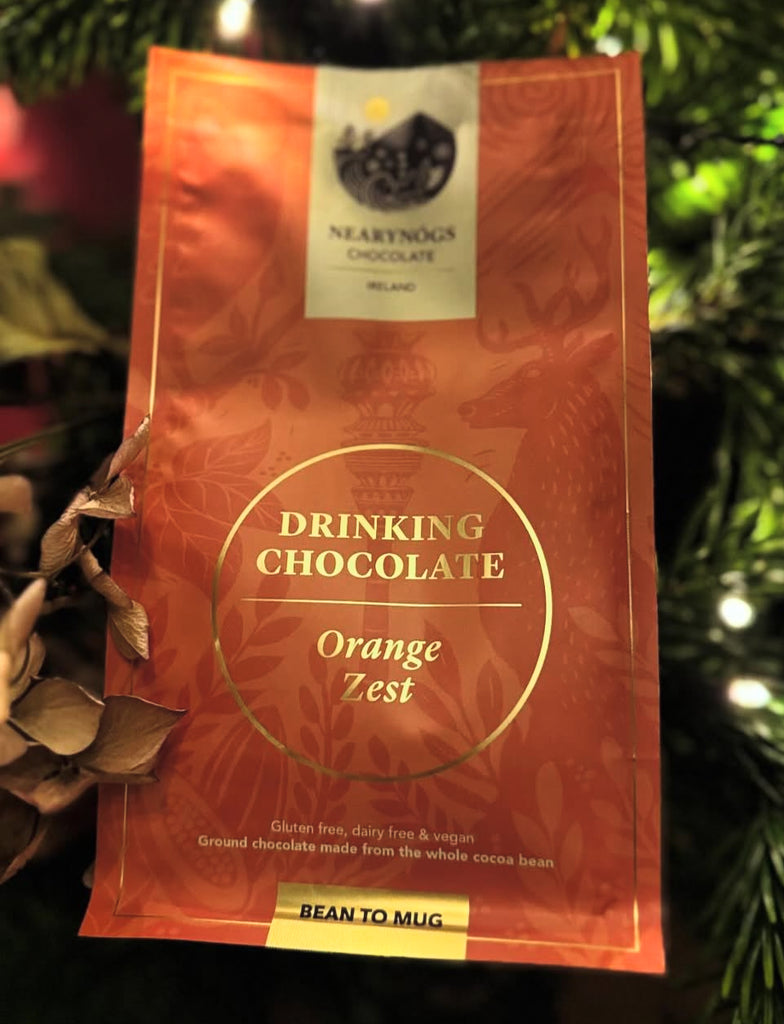 NEARYNÓGS
CHOCOLATE
IRELAND
DRINKING
CHOCOLATE
Orange
Zest
Gluten free, dairy free & vegan
Ground chocolate made from the whole cocoa bean
BEAN TO MUG